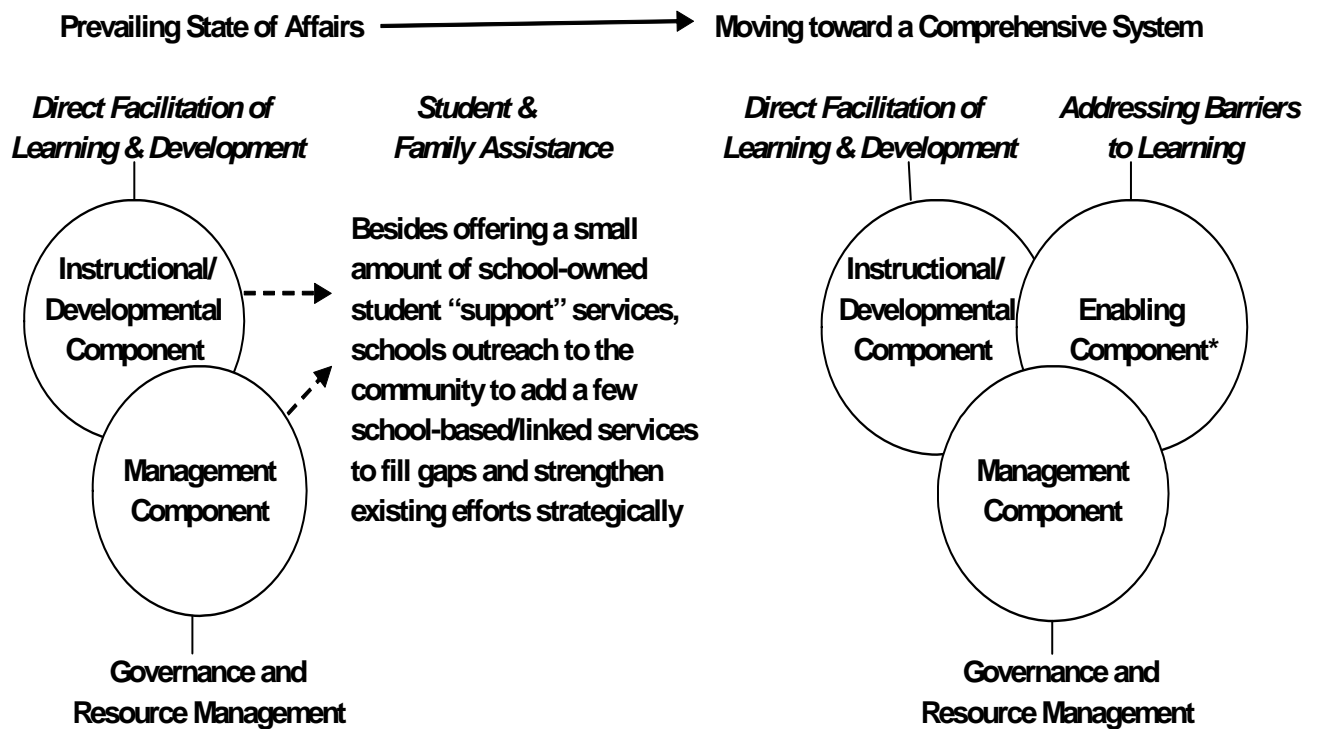 Prevailing State of Affairs
Moving toward a Comprehensive System
Direct Facilitation of
Learning & Development
Student &
Family Assistance
Instructional/
Developmental
Component
Management
Component
Governance and
Resource Management
Besides offering a small
amount of school-owned
student “support” services,
schools outreach to the
community to add a few
school-based/linked services
to fill gaps and strengthen
existing efforts strategically
Direct Facilitation of
Learning & Development
Addressing Barriers
to Learning
Instructional/
Developmental
Component
Enabling
Component*
Management
Component
Governance and
Resource Management